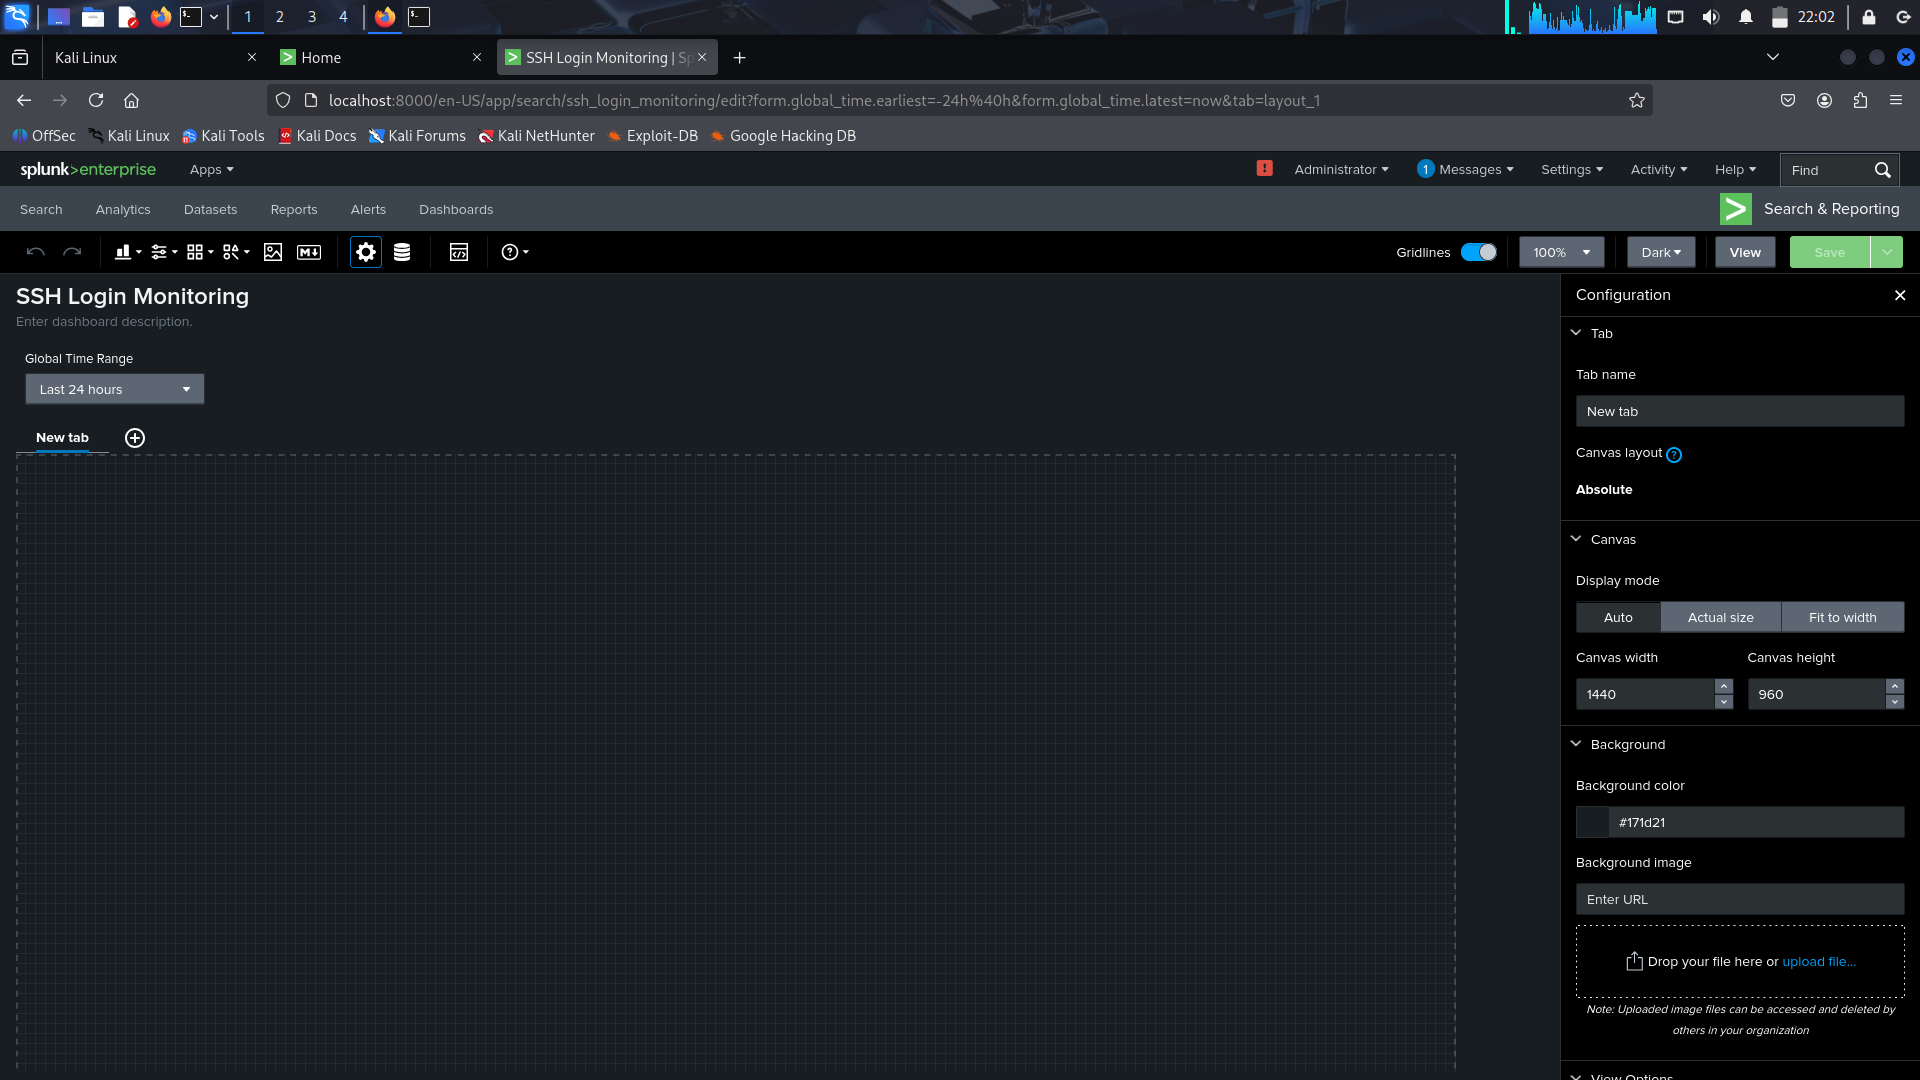 1 2 3 4 22:02
Kali Linux Home SSH Login Monitoring | Sp
localhost:8000/en-US/app/search/ssh_login_monitoring/edit?form.global_time.earliest=-24h%40h&form.global_time.latest=now&tab=layout_1
OffSec Kali Linux Kali Tools Kali Docs Kali Forums Kali NetHunter Exploit-DB Google Hacking DB
splunk>enterprise Apps ! Administrator 1 Messages Settings Activity Help Find
Search Analytics Datasets Reports Alerts Dashboards Search & Reporting
Gridlines 100% Dark View Save
SSH Login Monitoring
Enter dashboard description.
Global Time Range
Last 24 hours
New tab
Configuration
Tab
Tab name
New tab
Canvas layout ?
Absolute
Canvas
Display mode
Auto Actual size Fit to width
Canvas width Canvas height
1440 960
Background
Background color
#171d21
Background image
Enter URL
Drop your file here or upload file...
Note: Uploaded image files can be accessed and deleted by
others in your organization
View Options